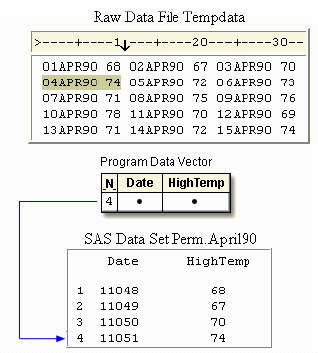 Raw Data File Tempdata
>----+----1----+----20---+----30--
01APR90 68 02APR90 67 03APR90 70
04APR90 74 05APR90 72 06APR90 73
07APR90 71 08APR90 75 09APR90 76
10APR90 78 11APR90 70 12APR90 69
13APR90 71 14APR90 72 15APR90 74
Program Data Vector
N_ Date HighTemp
4 • •
SAS Data Set Perm.April90
Date HighTemp
1 11048 68
2 11049 67
3 11050 70
4 11051 74